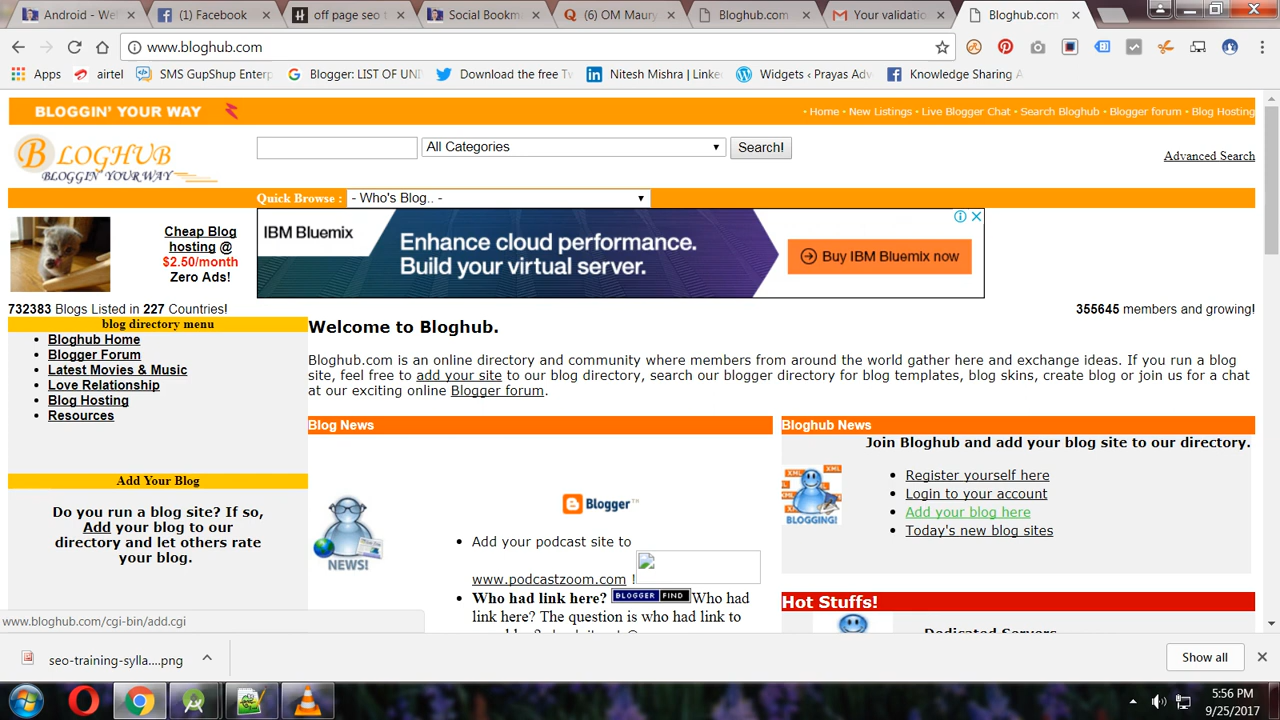 Android - We
(1) Facebook
off page seo
Social Bookm
(6) OM Maury
Bloghub.com
Your validatio
Bloghub.com
www.bloghub.com
Apps
airtel
SMS GupShup Enterp
Blogger: LIST OF UN
Download the free T
Nitesh Mishra | Link
Widgets ‹ Prayas Adv
Knowledge Sharing A
BLOGGIN' YOUR WAY
• Home • New Listings • Live Blogger Chat • Search Bloghub • Blogger forum • Blog Hosting
BLOGHUB
BLOGGIN YOUR WAY
All Categories
Search!
Advanced Search
Quick Browse :
- Who's Blog.. -
Cheap Blog
hosting @
$2.50/month
Zero Ads!
IBM Bluemix
Enhance cloud performance.
Build your virtual server.
Buy IBM Bluemix now
732383 Blogs Listed in 227 Countries!
355645 members and growing!
blog directory menu
• Bloghub Home
• Blogger Forum
• Latest Movies & Music
• Love Relationship
• Blog Hosting
• Resources
Add Your Blog
Do you run a blog site? If so,
Add your blog to our
directory and let others rate
your blog.
Welcome to Bloghub.
Bloghub.com is an online directory and community where members from around the world gather here and exchange ideas. If you run a blog
site, feel free to add your site to our blog directory, search our blogger directory for blog templates, blog skins, create blog or join us for a chat
at our exciting online Blogger forum.
Blog News
NEWS!
Blogger™
• Add your podcast site to
www.podcastzoom.com !
• Who had link here? BLOGGER FIND Who had
link here? The question is who had link to
Bloghub News
Join Bloghub and add your blog site to our directory.
XML
BLOGGING!
• Register yourself here
• Login to your account
• Add your blog here
• Today's new blog sites
Hot Stuffs!
Dedicated Servers
www.bloghub.com/cgi-bin/add.cgi
seo-training-sylla....png
Show all
5:56 PM
9/25/2017